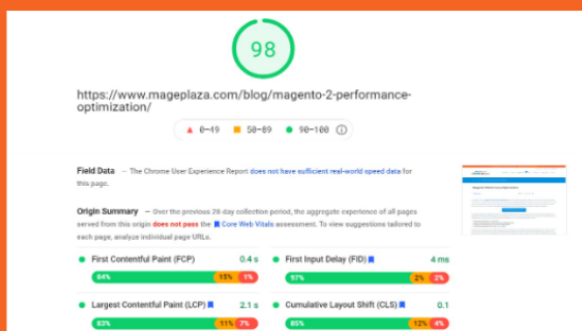 98
https://www.mageplaza.com/blog/magento-2-performance-
optimization/
0–49 50–89 90–100
Field Data – The Chrome User Experience Report does not have sufficient real-world speed data for
this page.
Origin Summary – Over the previous 28-day collection period, the aggregate experience of all pages
served from this origin does not pass the Core Web Vitals assessment. To view suggestions tailored to
each page, analyze individual page URLs.
First Contentful Paint (FCP) 0.4 s First Input Delay (FID) 4 ms
84% 15% 1% 97% 2% 2%
Largest Contentful Paint (LCP) 2.1 s Cumulative Layout Shift (CLS) 0.1
83% 11% 7% 85% 12% 4%